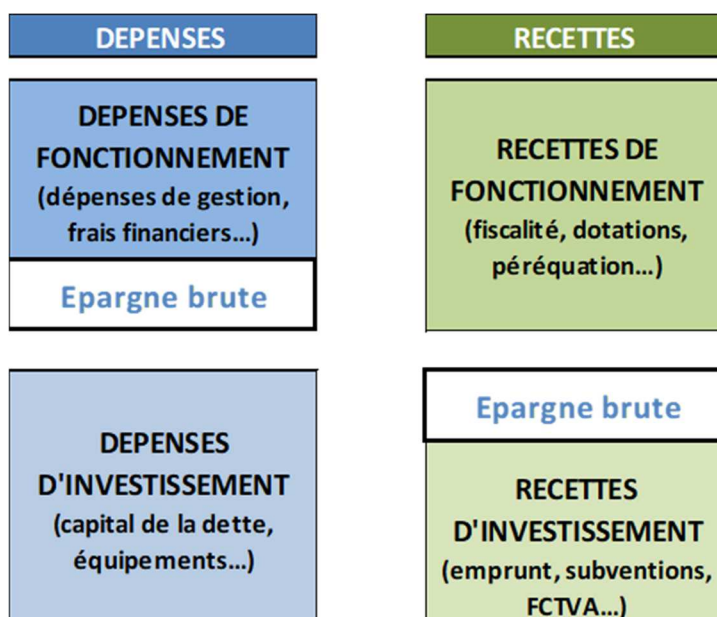 DEPENSES
RECETTES
DEPENSES DE
FONCTIONNEMENT
(dépenses de gestion,
frais financiers...)
Epargne brute
RECETTES DE
FONCTIONNEMENT
(fiscalité, dotations,
péréquation...)
DEPENSES
D'INVESTISSEMENT
(capital de la dette,
équipements...)
Epargne brute
RECETTES
D'INVESTISSEMENT
(emprunt, subventions,
FCTVA...)